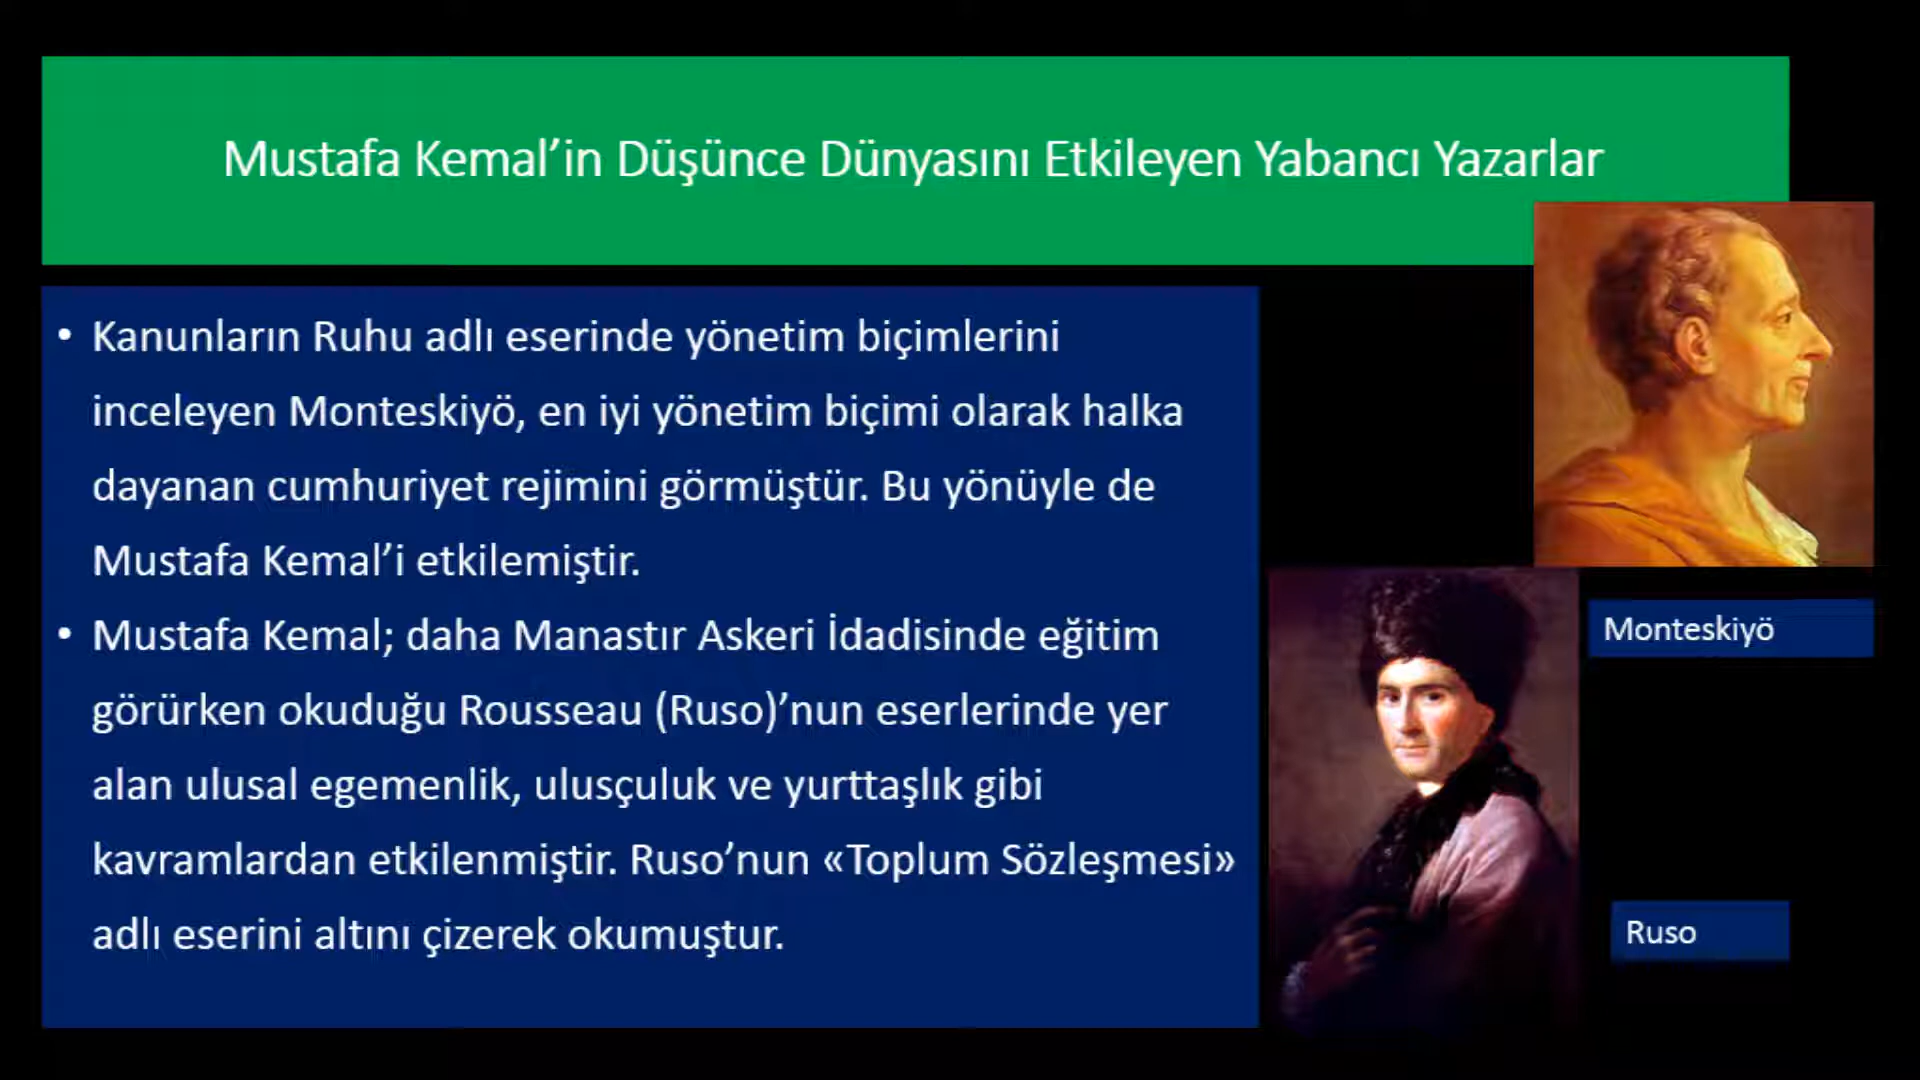 Mustafa Kemal’in Düşünce Dünyasını Etkileyen Yabancı Yazarlar
• Kanunların Ruhu adlı eserinde yönetim biçimlerini
inceleyen Monteskiyö, en iyi yönetim biçimi olarak halka
dayanan cumhuriyet rejimini görmüştür. Bu yönüyle de
Mustafa Kemal’i etkilemiştir.
• Mustafa Kemal; daha Manastır Askeri İdadisinde eğitim
görürken okuduğu Rousseau (Ruso)’nun eserlerinde yer
alan ulusal egemenlik, ulusçuluk ve yurttaşlık gibi
kavramlardan etkilenmiştir. Ruso’nun «Toplum Sözleşmesi»
adlı eserini altını çizerek okumuştur.
Monteskiyö
Ruso